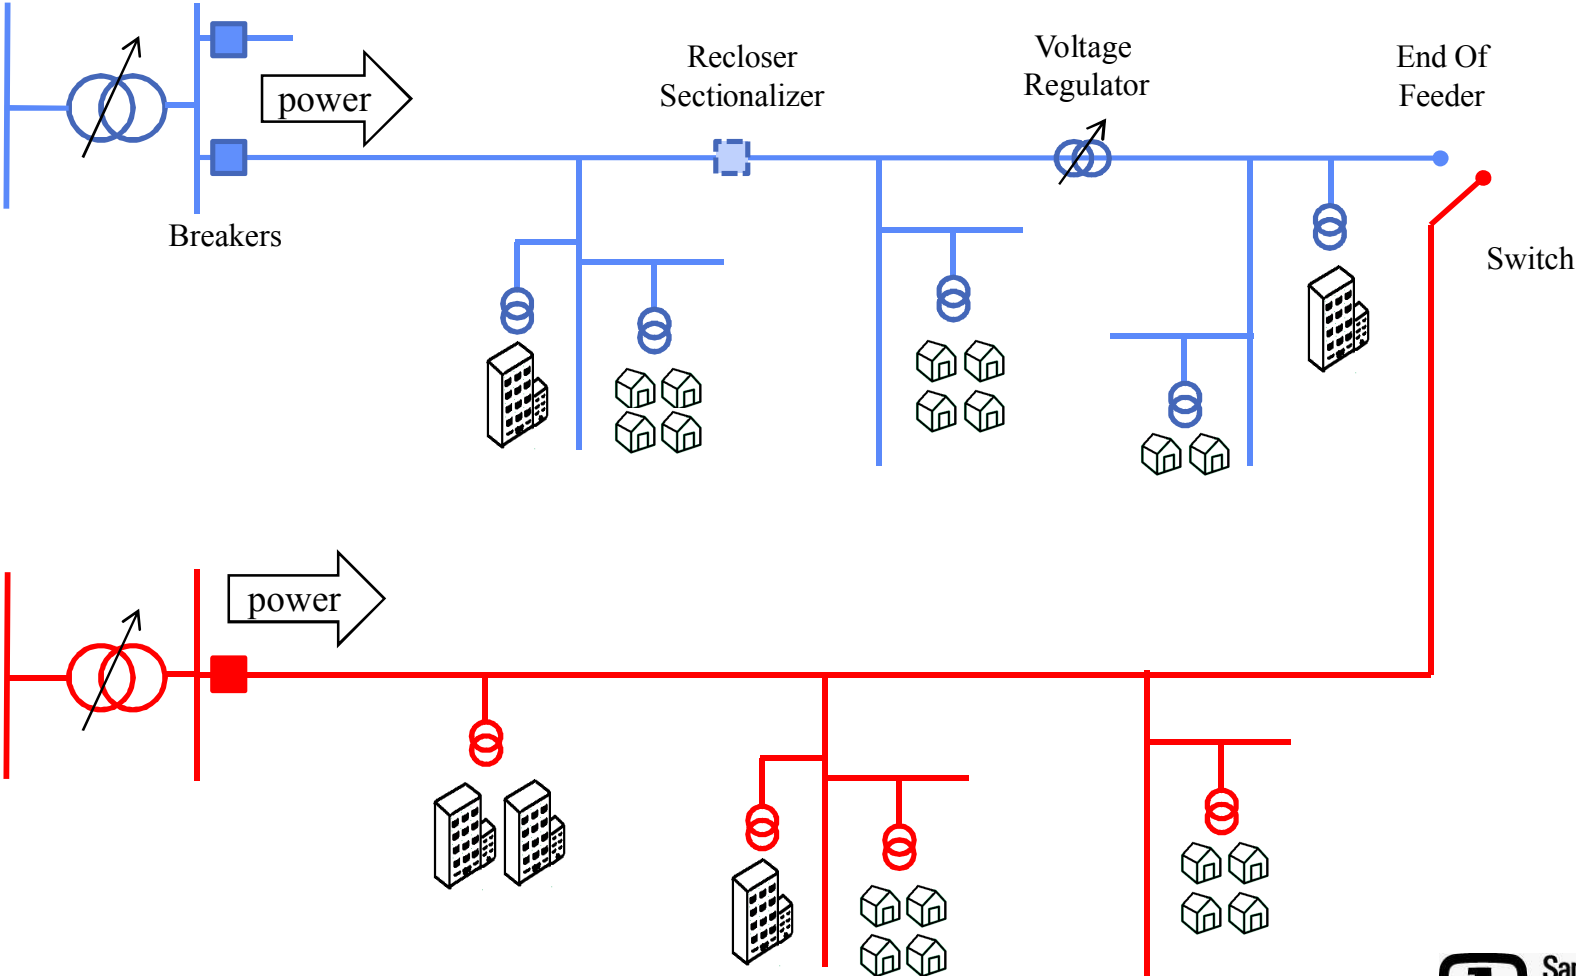 power
Recloser
Sectionalizer
Voltage
Regulator
End Of
Feeder
Breakers
Switch
power